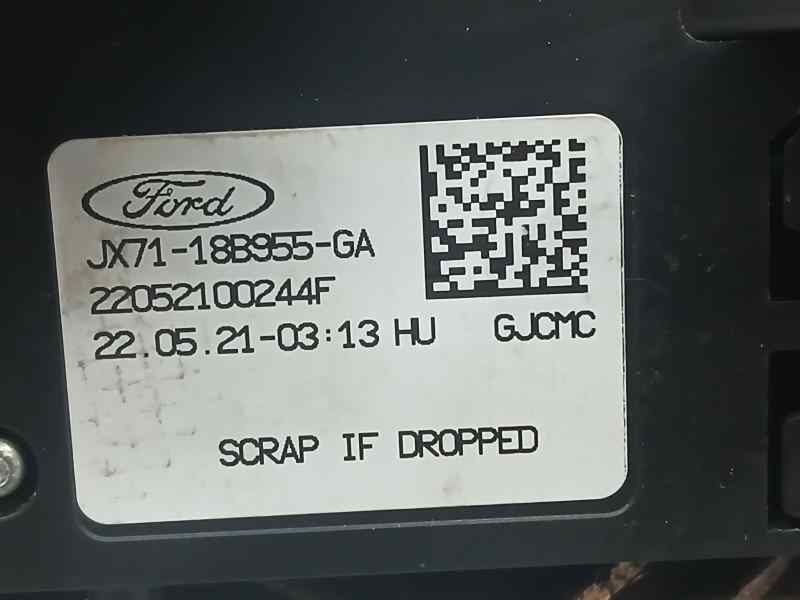 Ford
JX71-18B955-GA
22052100244F
22.05.21-03:13 HU GJCMC
SCRAP IF DROPPED